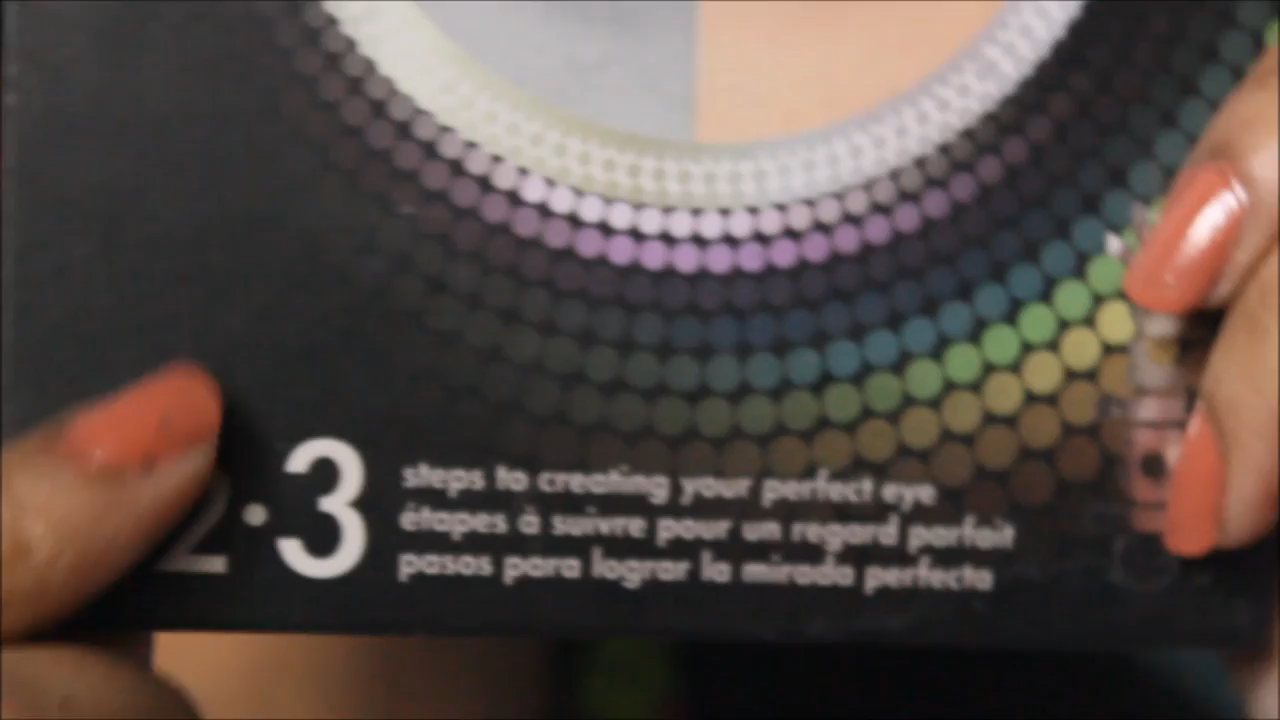 2·3
steps to creating your perfect eye
étapes à suivre pour un regard parfait
pasos para lograr la mirada perfecta